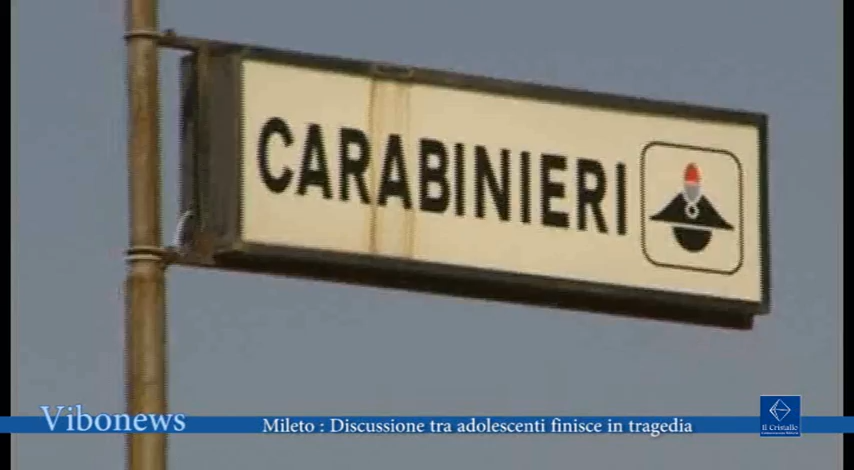 CARABINIERI
Vibonews
Mileto : Discussione tra adolescenti finisce in tragedia
Il Cristallo